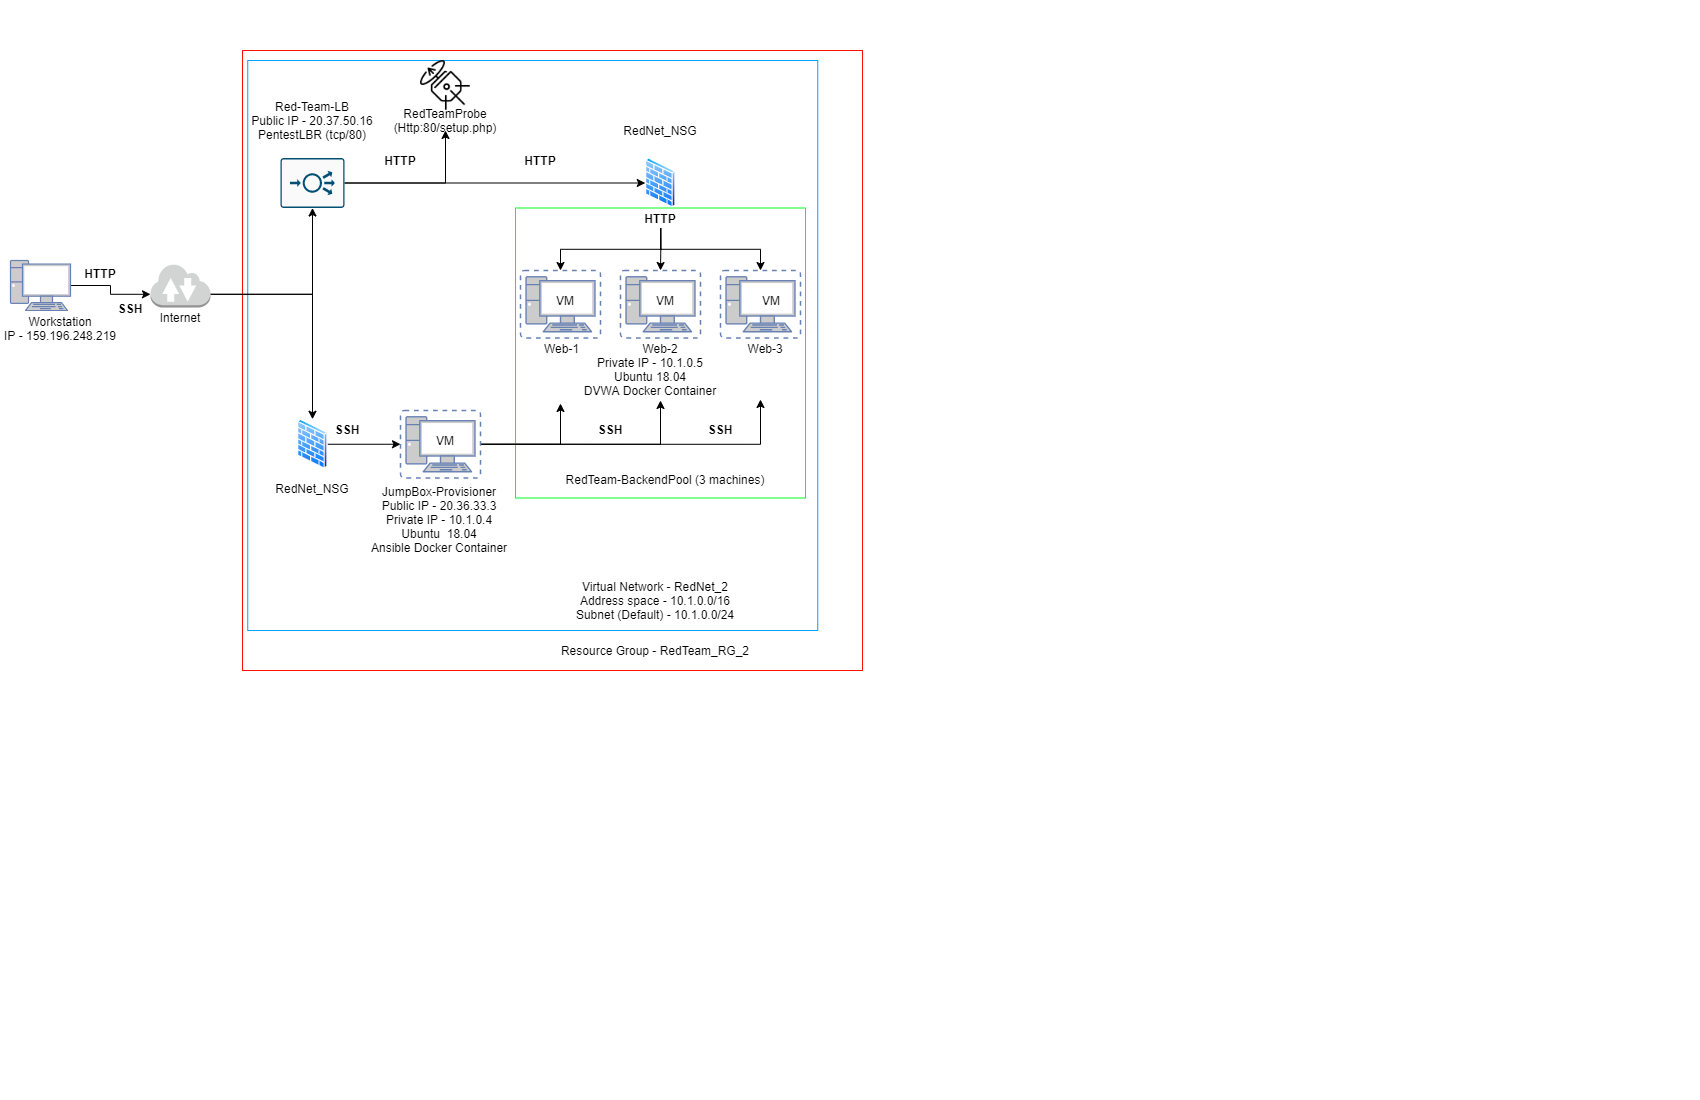 Red-Team-LB
Public IP - 20.37.50.16
PentestLBR (tcp/80)
RedTeamProbe
(Http:80/setup.php)
RedNet_NSG
HTTP
HTTP
HTTP
HTTP
SSH
Internet
Workstation
IP - 159.196.248.219
VM
VM
VM
Web-1
Web-2
Web-3
Private IP - 10.1.0.5
Ubuntu 18.04
DVWA Docker Container
SSH
VM
SSH
SSH
RedTeam-BackendPool (3 machines)
RedNet_NSG
JumpBox-Provisioner
Public IP - 20.36.33.3
Private IP - 10.1.0.4
Ubuntu  18.04
Ansible Docker Container
Virtual Network - RedNet_2
Address space - 10.1.0.0/16
Subnet (Default) - 10.1.0.0/24
Resource Group - RedTeam_RG_2